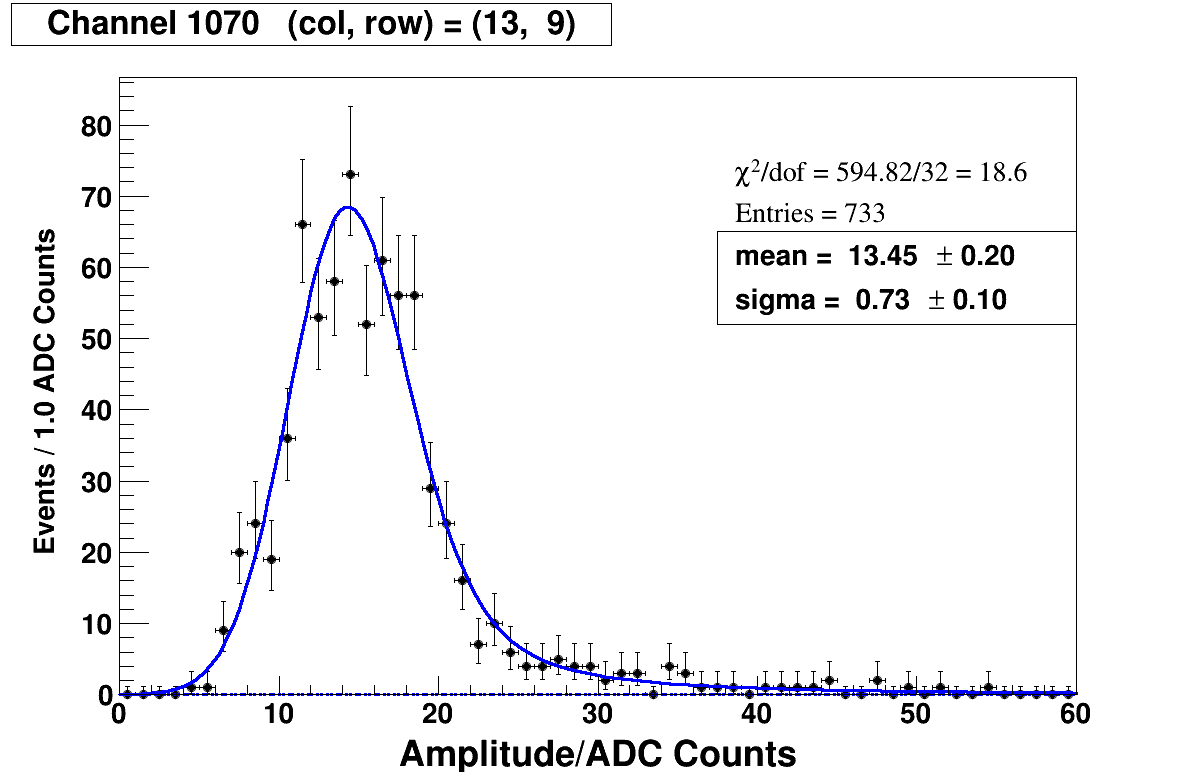 Channel 1070 (col, row) = (13, 9)
χ²/dof = 594.82/32 = 18.6
Entries = 733
mean = 13.45 ± 0.20
sigma = 0.73 ± 0.10
Events / 1.0 ADC Counts
80
70
60
50
40
30
20
10
0
0 10 20 30 40 50 60
Amplitude/ADC Counts